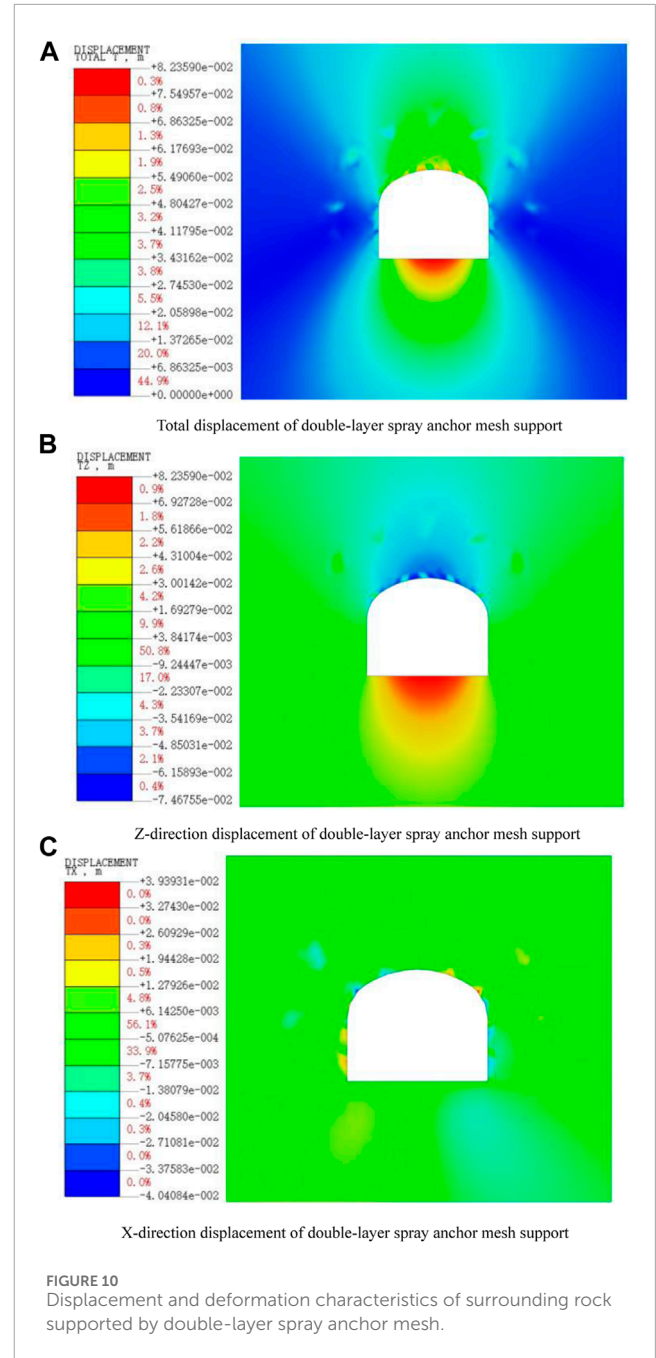 A
DISPLACEMENT
TOTAL T , m
+8.23590e-002
0.3%
+7.54957e-002
0.8%
+6.86325e-002
1.3%
+6.17693e-002
1.9%
+5.49060e-002
2.5%
+4.80427e-002
3.2%
+4.11795e-002
3.7%
+3.43162e-002
3.8%
+2.74530e-002
5.5%
+2.05898e-002
12.1%
+1.37265e-002
20.0%
+6.86325e-003
44.9%
+0.00000e+000
Total displacement of double-layer spray anchor mesh support
B
DISPLACEMENT
TZ , m
+8.23590e-002
0.9%
+6.92728e-002
1.8%
+5.61866e-002
2.2%
+4.31004e-002
2.6%
+3.00142e-002
4.2%
+1.69279e-002
9.9%
+3.84174e-003
50.8%
-9.24447e-003
17.0%
-2.23307e-002
4.3%
-3.54169e-002
3.7%
-4.85031e-002
2.1%
-6.15893e-002
0.4%
-7.46755e-002
Z-direction displacement of double-layer spray anchor mesh support
C
DISPLACEMENT
TX , m
+3.93931e-002
0.0%
+3.27430e-002
0.0%
+2.60929e-002
0.3%
+1.94428e-002
0.5%
+1.27926e-002
4.8%
+6.14250e-003
56.1%
-5.07625e-004
33.9%
-7.15775e-003
3.7%
-1.38079e-002
0.4%
-2.04580e-002
0.3%
-2.71081e-002
0.0%
-3.37583e-002
0.0%
-4.04084e-002
X-direction displacement of double-layer spray anchor mesh support
FIGURE 10
Displacement and deformation characteristics of surrounding rock
supported by double-layer spray anchor mesh.